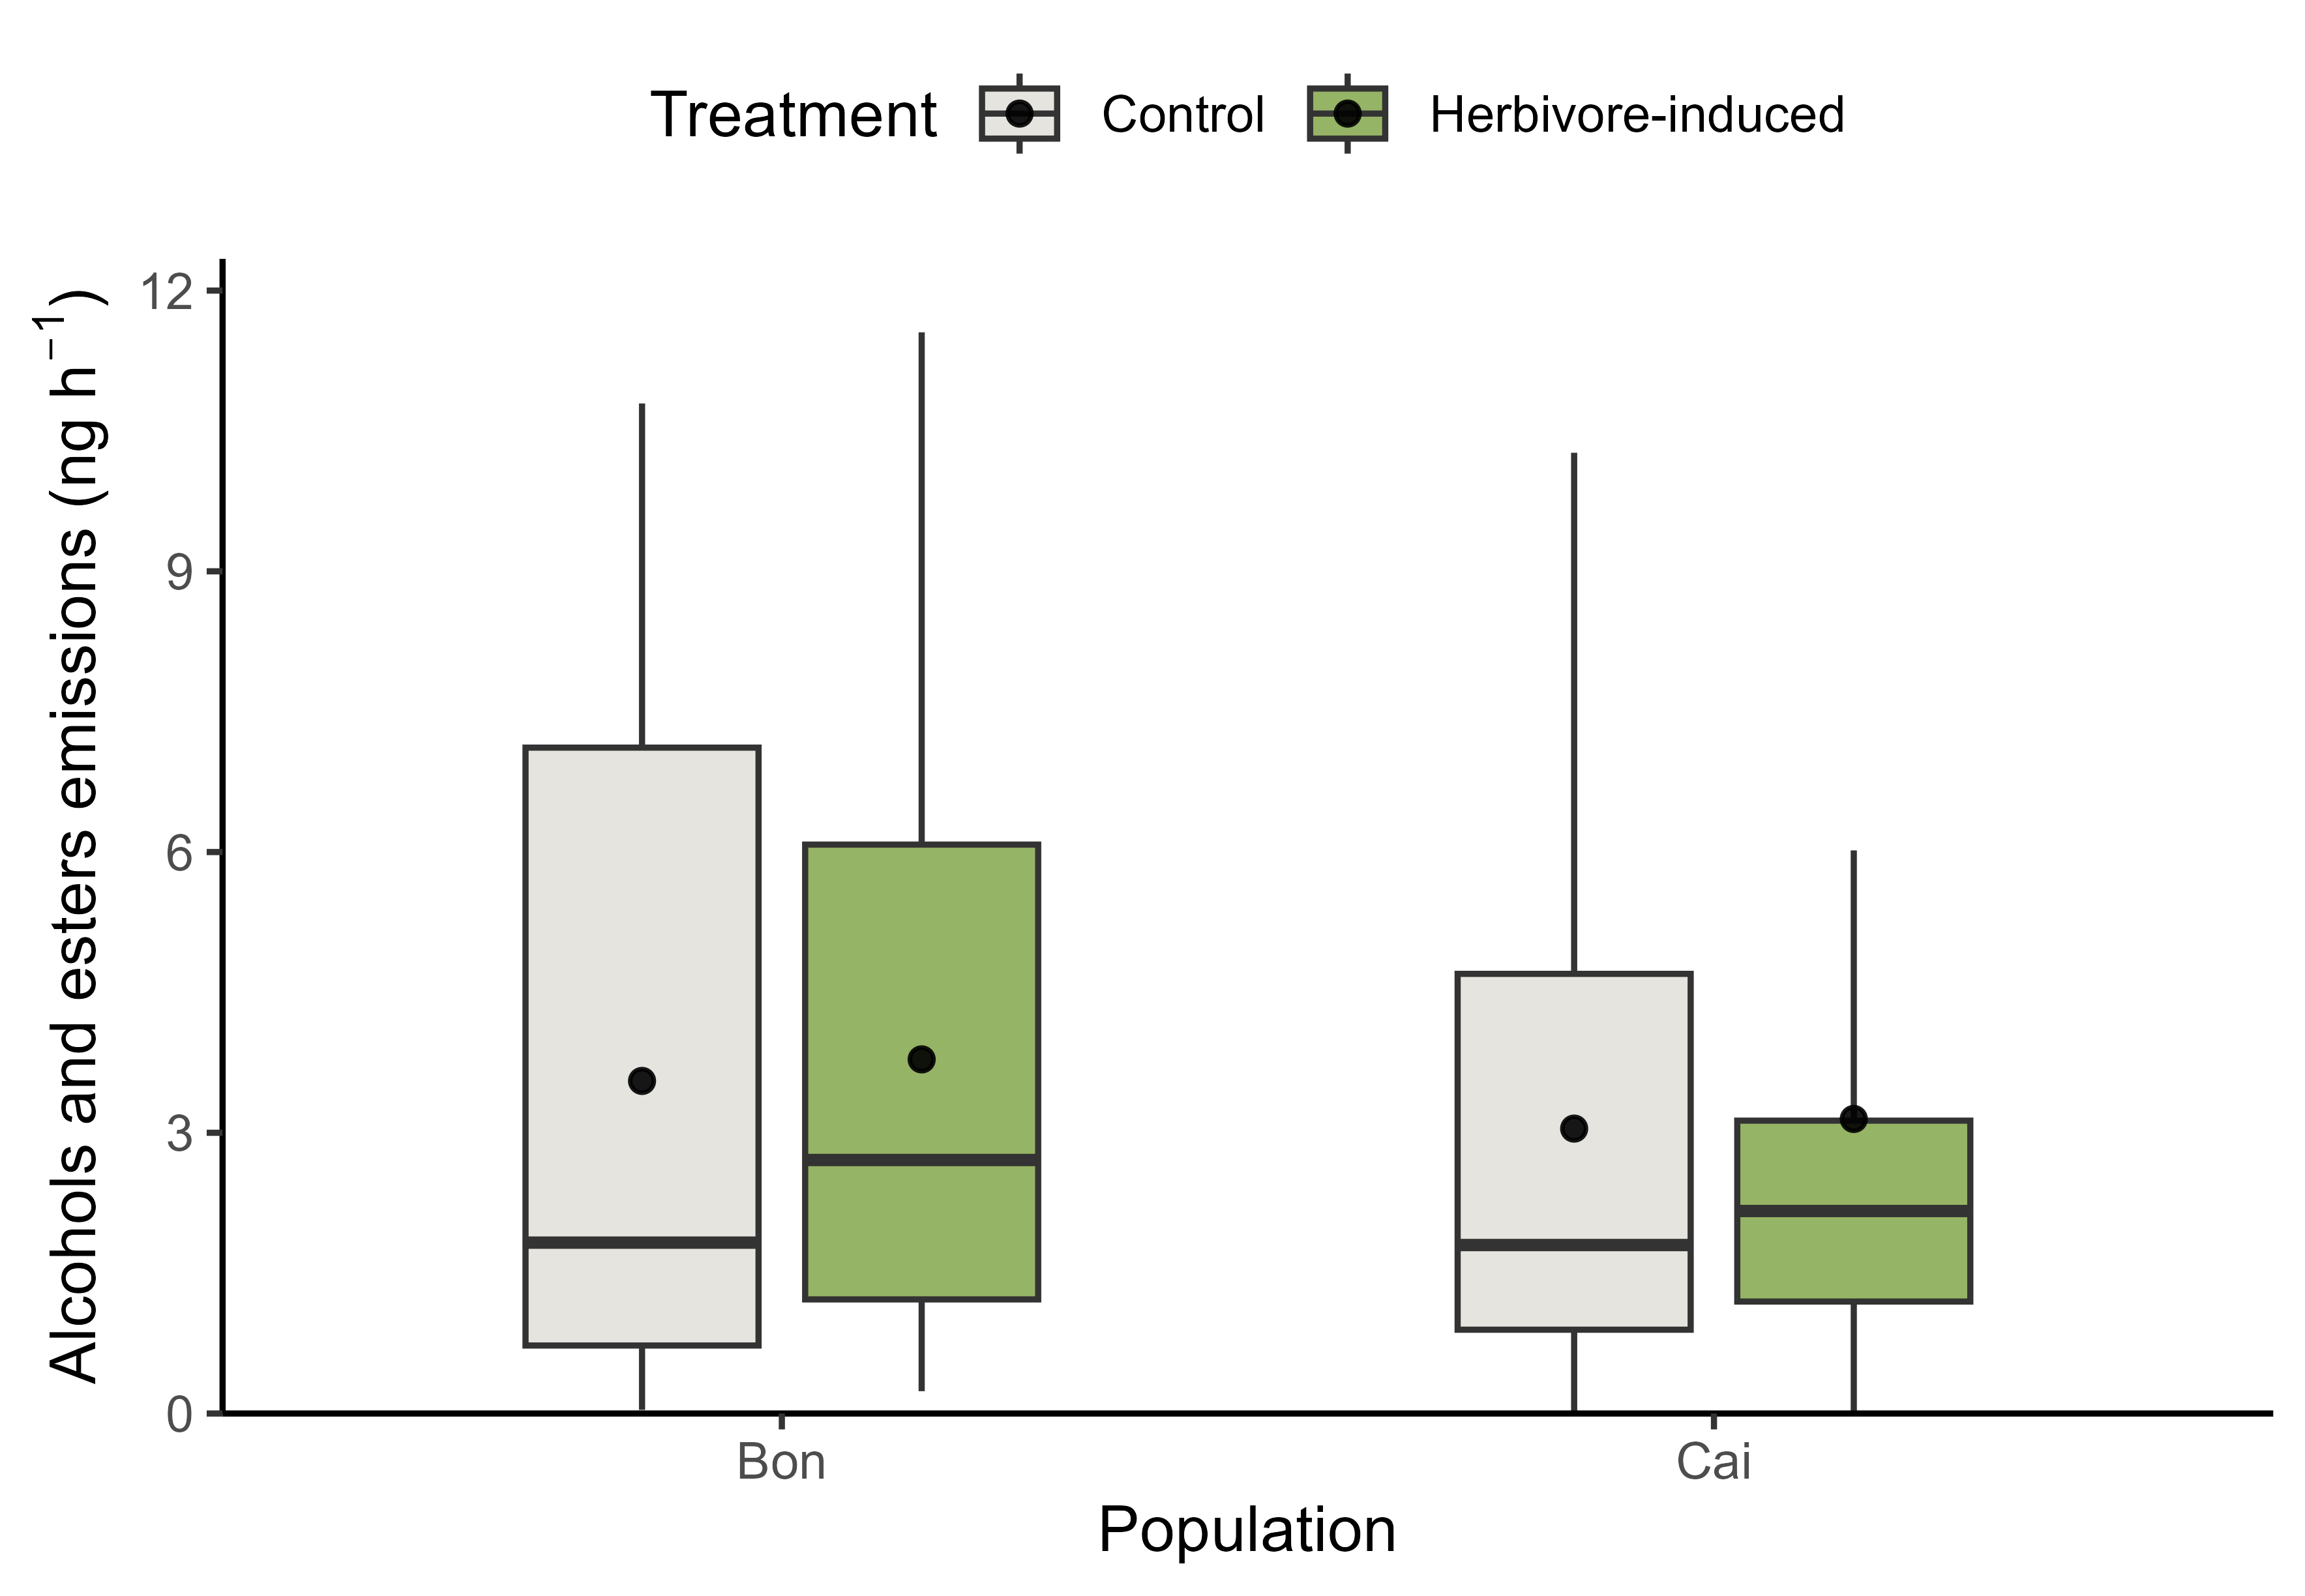 Treatment Control Herbivore-induced
Alcohols and esters emissions (ng h⁻¹)
12
9
6
3
0
Bon Cai
Population